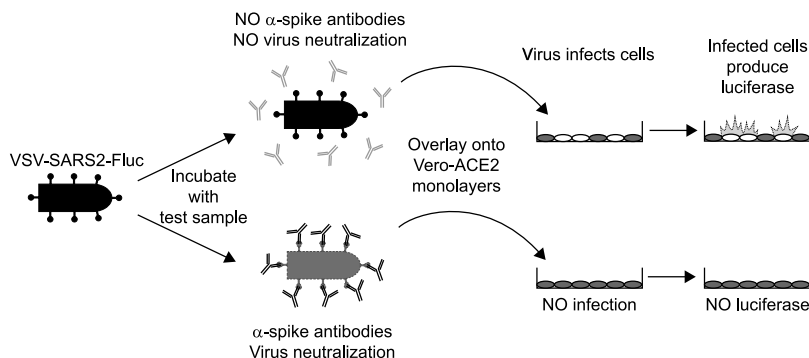 NO α-spike antibodies
NO virus neutralization
Virus infects cells
Infected cells
produce
luciferase
VSV-SARS2-Fluc
Incubate
with
test sample
Overlay onto
Vero-ACE2
monolayers
NO infection
NO luciferase
α-spike antibodies
Virus neutralization